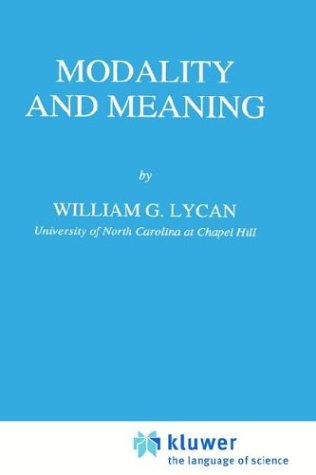 MODALITY
AND MEANING
by
WILLIAM G. LYCAN
University of North Carolina at Chapel Hill
kluwer
the language of science